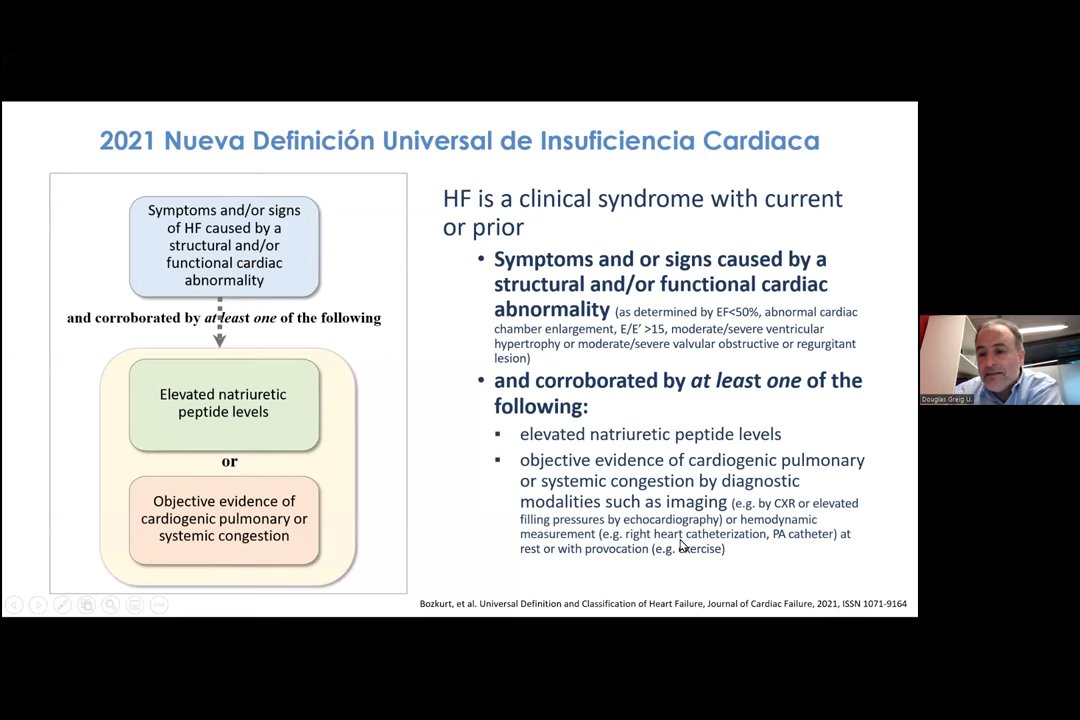 2021 Nueva Definición Universal de Insuficiencia Cardiaca
Symptoms and/or signs
of HF caused by a
structural and/or
functional cardiac
abnormality
and corroborated by at least one of the following
Elevated natriuretic
peptide levels
or
Objective evidence of
cardiogenic pulmonary or
systemic congestion
HF is a clinical syndrome with current
or prior
• Symptoms and or signs caused by a
structural and/or functional cardiac
abnormality (as determined by EF<50%, abnormal cardiac
chamber enlargement, E/E’ >15, moderate/severe ventricular
hypertrophy or moderate/severe valvular obstructive or regurgitant
lesion)
• and corroborated by at least one of the
following:
▪ elevated natriuretic peptide levels
▪ objective evidence of cardiogenic pulmonary
or systemic congestion by diagnostic
modalities such as imaging (e.g. by CXR or elevated
filling pressures by echocardiography) or hemodynamic
measurement (e.g. right heart catheterization, PA catheter) at
rest or with provocation (e.g. exercise)
Bozkurt, et al. Universal Definition and Classification of Heart Failure, Journal of Cardiac Failure, 2021, ISSN 1071-9164
Douglas Greig U.